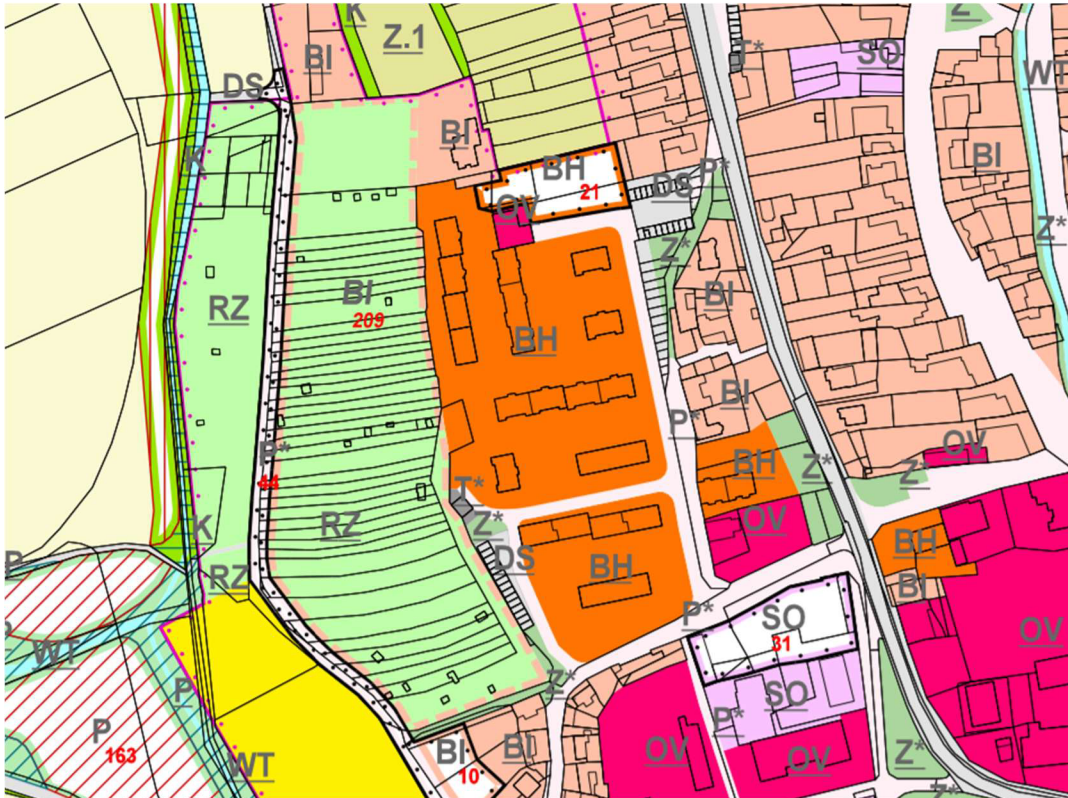 K
Z
BI
Z.1
T*
SO
WT
DS
K
BI
BI
BH
21
P*
DS
OV
Z*
Z*
RZ
BI
209
BI
BH
BI
P*
P*
44
BH
OV
Z*
Z*
T*
Z*
K
RZ
DS
OV
BH
BH
BI
P
RZ
P*
SO
31
OV
WT
P
Z*
SO
P*
P
163
WT
BI
10
BI
OV
OV
Z*
Z*